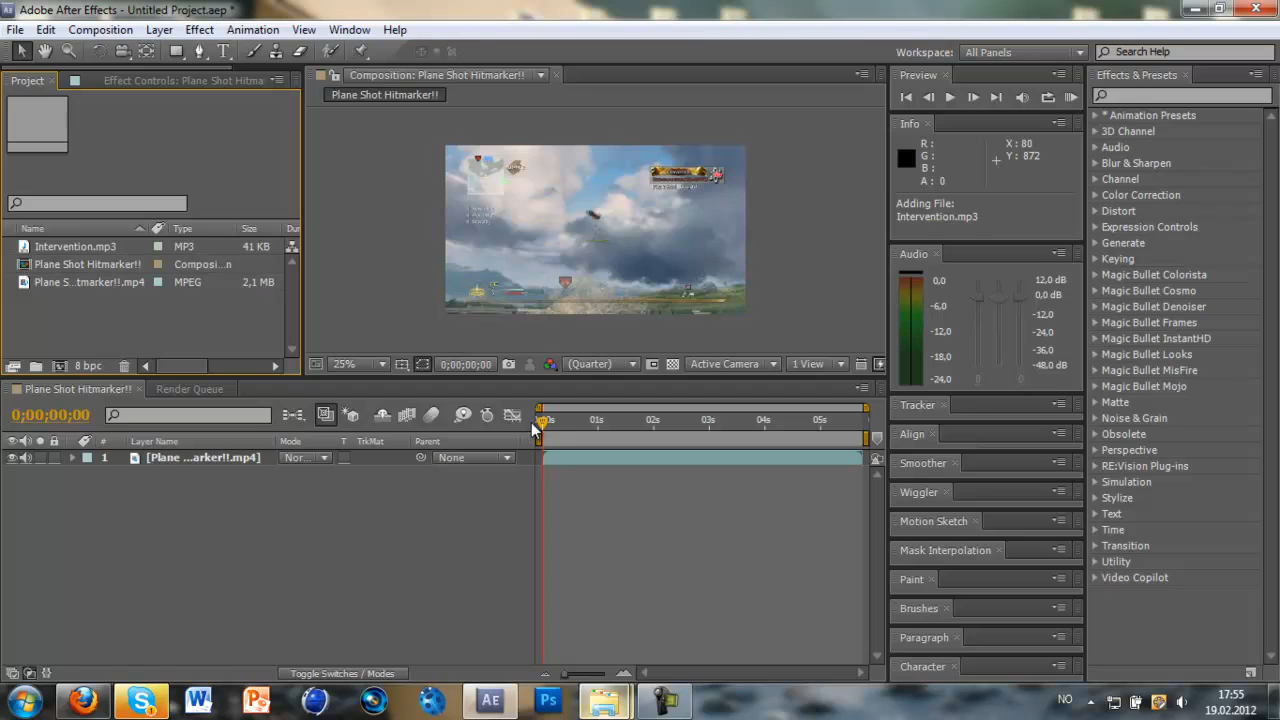 Adobe After Effects - Untitled Project.aep *
File Edit Composition Layer Effect Animation View Window Help
Workspace: All Panels Search Help
Project Effect Controls: Plane Shot Hitma
Composition: Plane Shot Hitmarker!!
Plane Shot Hitmarker!!
Name Type Size Du
Intervention.mp3 MP3 41 KB
Plane Shot Hitmarker!! Composi...n
Plane S...tmarker!!.mp4 MPEG 2,1 MB
8 bpc
25% 0;00;00;00 (Quarter) Active Camera 1 View
Preview
Info
R :
G :
B :
A : 0
X : 80
Y : 872
Adding File:
Intervention.mp3
Audio
0,0
-6,0
-12,0
-18,0
-24,0
12,0 dB
0,0 dB
-12,0
-24,0
-36,0
-48,0 dB
0 0
Tracker
Align
Smoother
Wiggler
Motion Sketch
Mask Interpolation
Paint
Brushes
Paragraph
Character
Effects & Presets
* Animation Presets
3D Channel
Audio
Blur & Sharpen
Channel
Color Correction
Distort
Expression Controls
Generate
Keying
Magic Bullet Colorista
Magic Bullet Cosmo
Magic Bullet Denoiser
Magic Bullet Frames
Magic Bullet InstantHD
Magic Bullet Looks
Magic Bullet MisFire
Magic Bullet Mojo
Matte
Noise & Grain
Obsolete
Perspective
RE:Vision Plug-ins
Simulation
Stylize
Text
Time
Transition
Utility
Video Copilot
Plane Shot Hitmarker!! Render Queue
0;00;00;00
01s 02s 03s 04s 05s
# Layer Name Mode T TrkMat Parent
1 [Plane ...arker!!.mp4] Nor... None
Toggle Switches / Modes
NO 17:55
19.02.2012